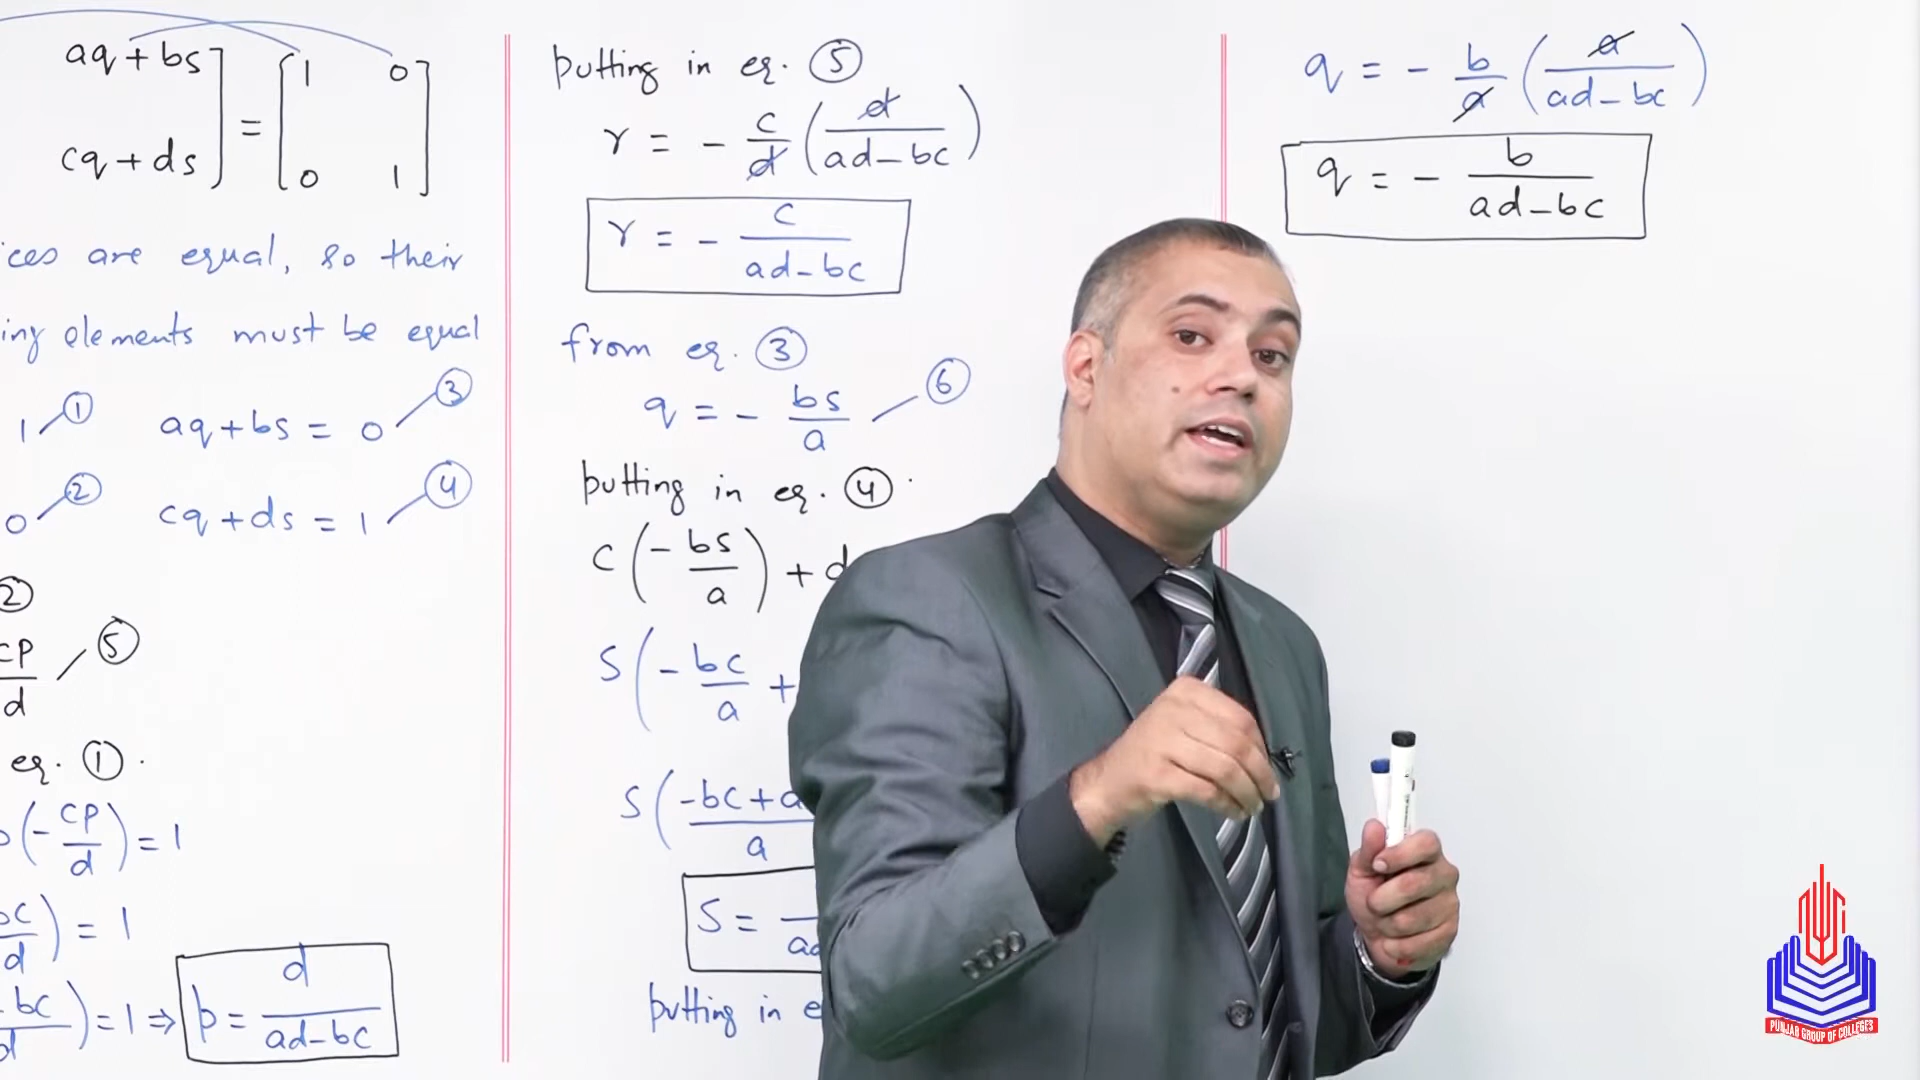 aq + bs ] = [ 1 0
cq + ds ] [ 0 1 ]
ces are equal, so their
ing elements must be equal
1 ① aq + bs = 0 ③
0 ② cq + ds = 1 ④
②
cp/d ⑤
eq. ① .
(-cp/d) = 1
bc/d) = 1
bc/d) = 1 ⇒ p = d/(ad-bc)
putting in eq. ⑤
r = - c/d (d/(ad-bc))
r = - c/(ad-bc)
from eq. ③
q = - bs/a ⑥
putting in eq. ④ .
c(-bs/a) + d
s(-bc/a +
s(-bc+a/a
s = /ad
putting in e
q = - b/a (a/(ad-bc))
q = - b/(ad-bc)
PUNJAB GROUP OF COLLEGES